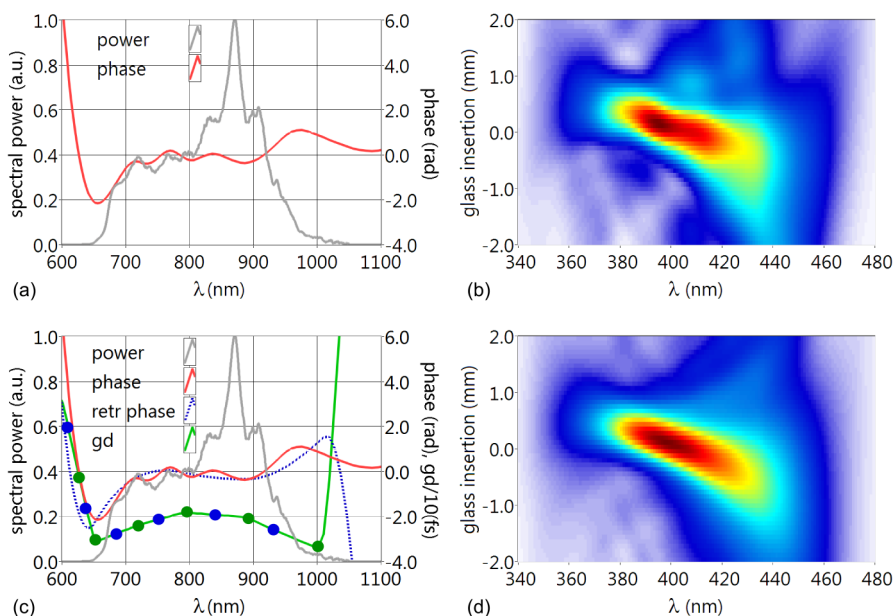 1.0 6.0 2.0
power
phase
0.8 4.0
0.6 2.0 1.0
0.4 0.0 0.0
0.2 -2.0 -1.0
0.0 -4.0 -2.0
600 700 800 900 1000 1100 340 360 380 400 420 440 460 480
spectral power (a.u.)
phase (rad)
glass insertion (mm)
(a) λ (nm) (b) λ (nm)
1.0 6.0 2.0
power
phase
retr phase
gd
0.8 4.0
0.6 2.0 1.0
0.4 0.0 0.0
0.2 -2.0 -1.0
0.0 -4.0 -2.0
600 700 800 900 1000 1100 340 360 380 400 420 440 460 480
spectral power (a.u.)
phase (rad), gd/10(fs)
glass insertion (mm)
(c) λ (nm) (d) λ (nm)